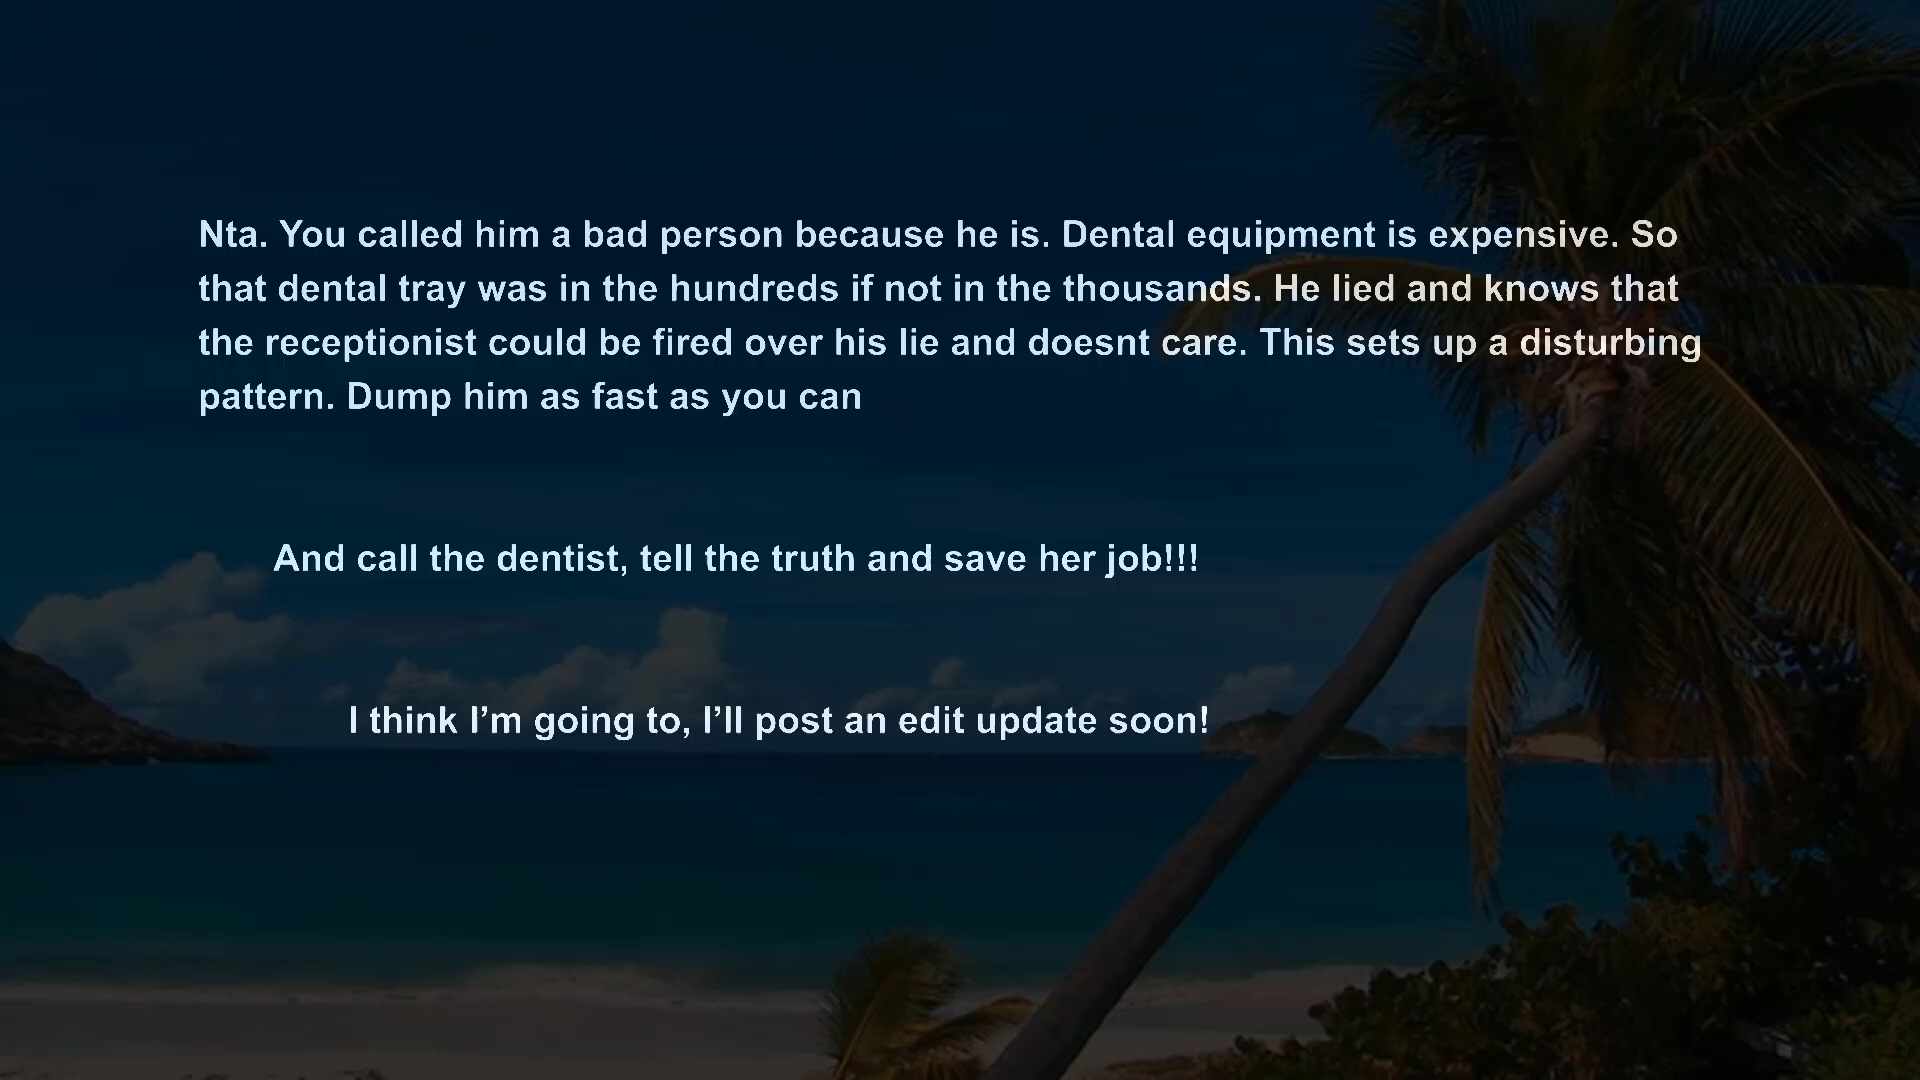 Nta. You called him a bad person because he is. Dental equipment is expensive. So
that dental tray was in the hundreds if not in the thousands. He lied and knows that
the receptionist could be fired over his lie and doesnt care. This sets up a disturbing
pattern. Dump him as fast as you can
And call the dentist, tell the truth and save her job!!!
I think I’m going to, I’ll post an edit update soon!